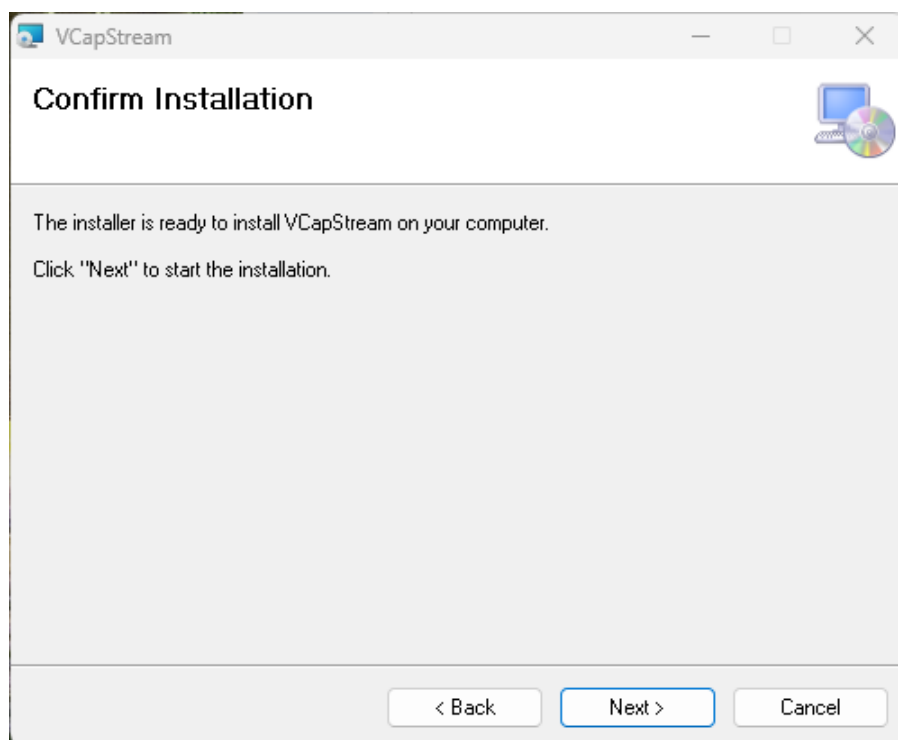 VCapStream
Confirm Installation
The installer is ready to install VCapStream on your computer.
Click "Next" to start the installation.
< Back
Next >
Cancel